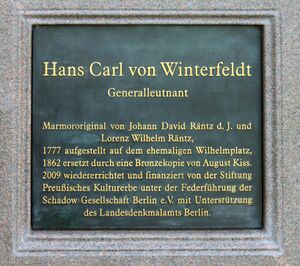 Hans Carl von Winterfeldt
Generalleutnant
Marmororiginal von Johann David Räntz d. J. und
Lorenz Wilhelm Räntz,
1777 aufgestellt auf dem ehemaligen Wilhelmplatz,
1862 ersetzt durch eine Bronzekopie von August Kiss.
2009 wiedererrichtet und finanziert von der Stiftung
Preußisches Kulturerbe unter der Federführung der
Schadow Gesellschaft Berlin e.V. mit Unterstützung
des Landesdenkmalamts Berlin.